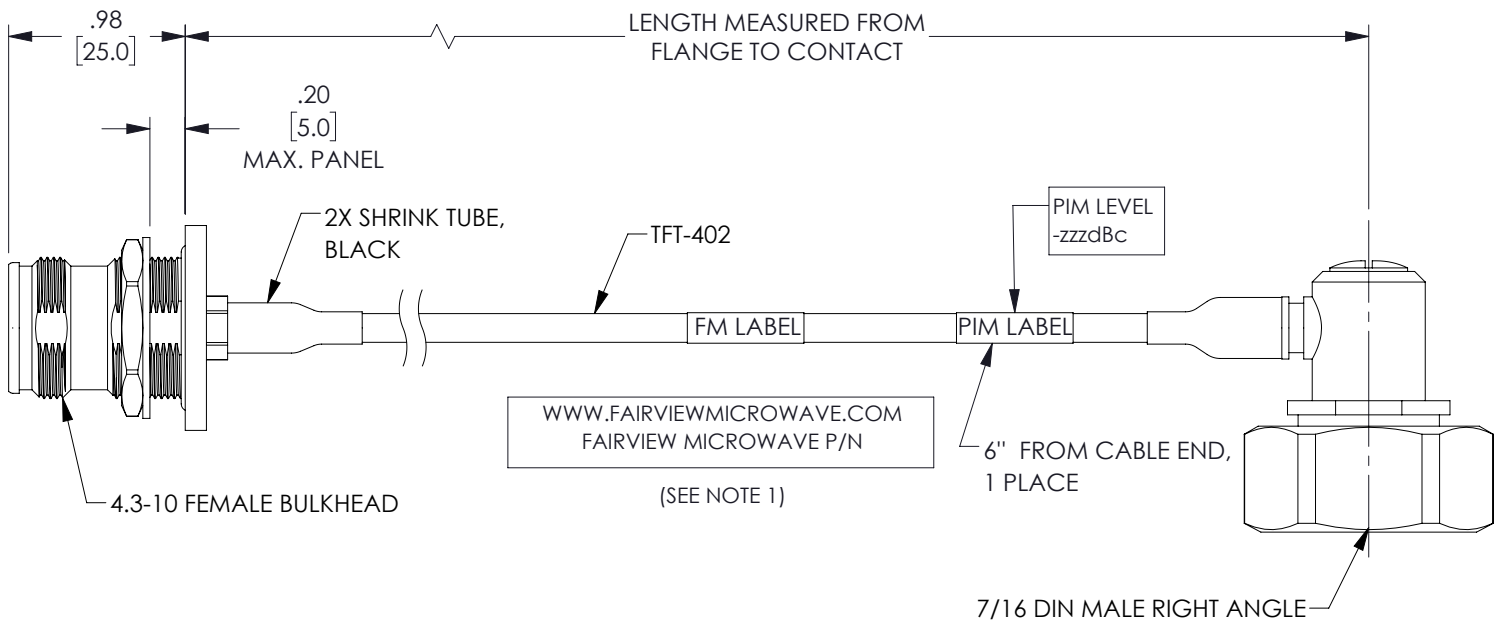 .98
[25.0]
LENGTH MEASURED FROM
FLANGE TO CONTACT
.20
[5.0]
MAX. PANEL
2X SHRINK TUBE,
BLACK
TFT-402
PIM LEVEL
-zzzdBc
FM LABEL
PIM LABEL
WWW.FAIRVIEWMICROWAVE.COM
FAIRVIEW MICROWAVE P/N
(SEE NOTE 1)
6" FROM CABLE END,
1 PLACE
4.3-10 FEMALE BULKHEAD
7/16 DIN MALE RIGHT ANGLE